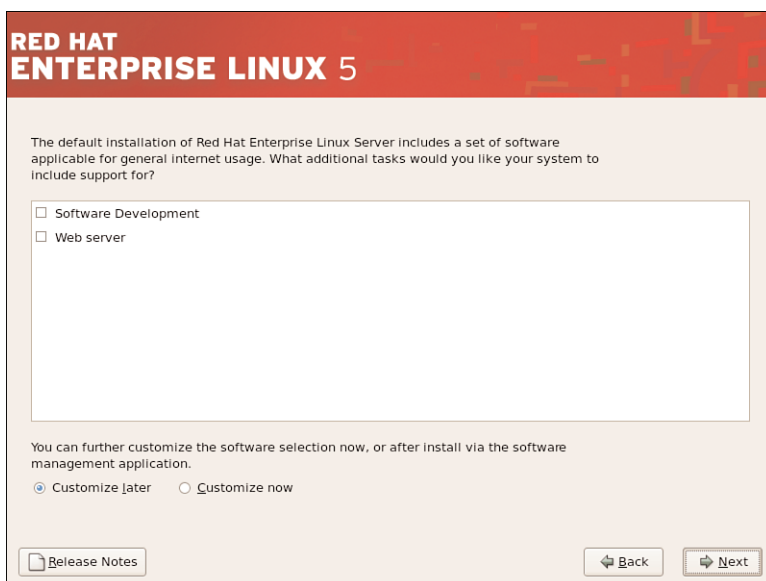 RED HAT
ENTERPRISE LINUX 5
The default installation of Red Hat Enterprise Linux Server includes a set of software
applicable for general internet usage. What additional tasks would you like your system to
include support for?
Software Development
Web server
You can further customize the software selection now, or after install via the software
management application.
Customize later Customize now
Release Notes Back Next